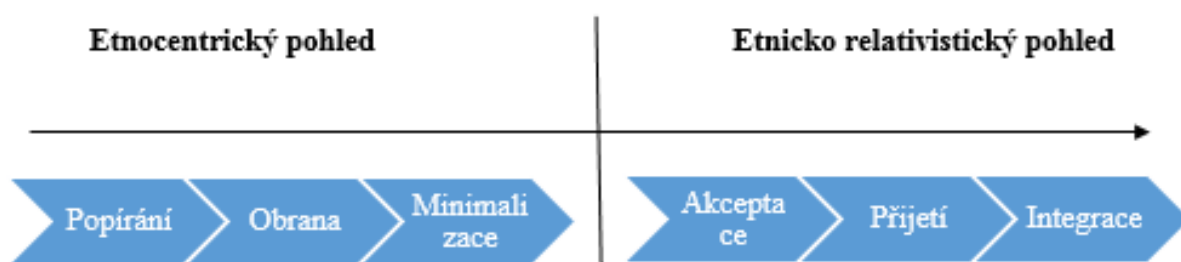 Etnocentrický pohled
Etnicko relativistický pohled
Popírání
Obrana
Minimali
zace
Akcepta
ce
Přijetí
Integrace